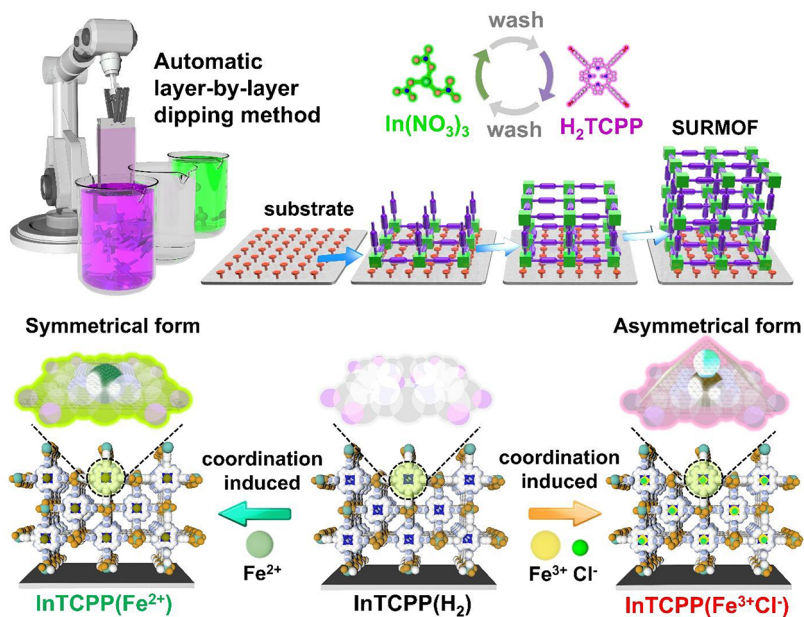 Automatic
layer-by-layer
dipping method
wash
In(NO₃)₃
H₂TCPP
wash
SURMOF
substrate
Symmetrical form
Asymmetrical form
coordination
induced
coordination
induced
Fe²⁺
Fe³⁺ Cl⁻
InTCPP(Fe²⁺)
InTCPP(H₂)
InTCPP(Fe³⁺Cl⁻)